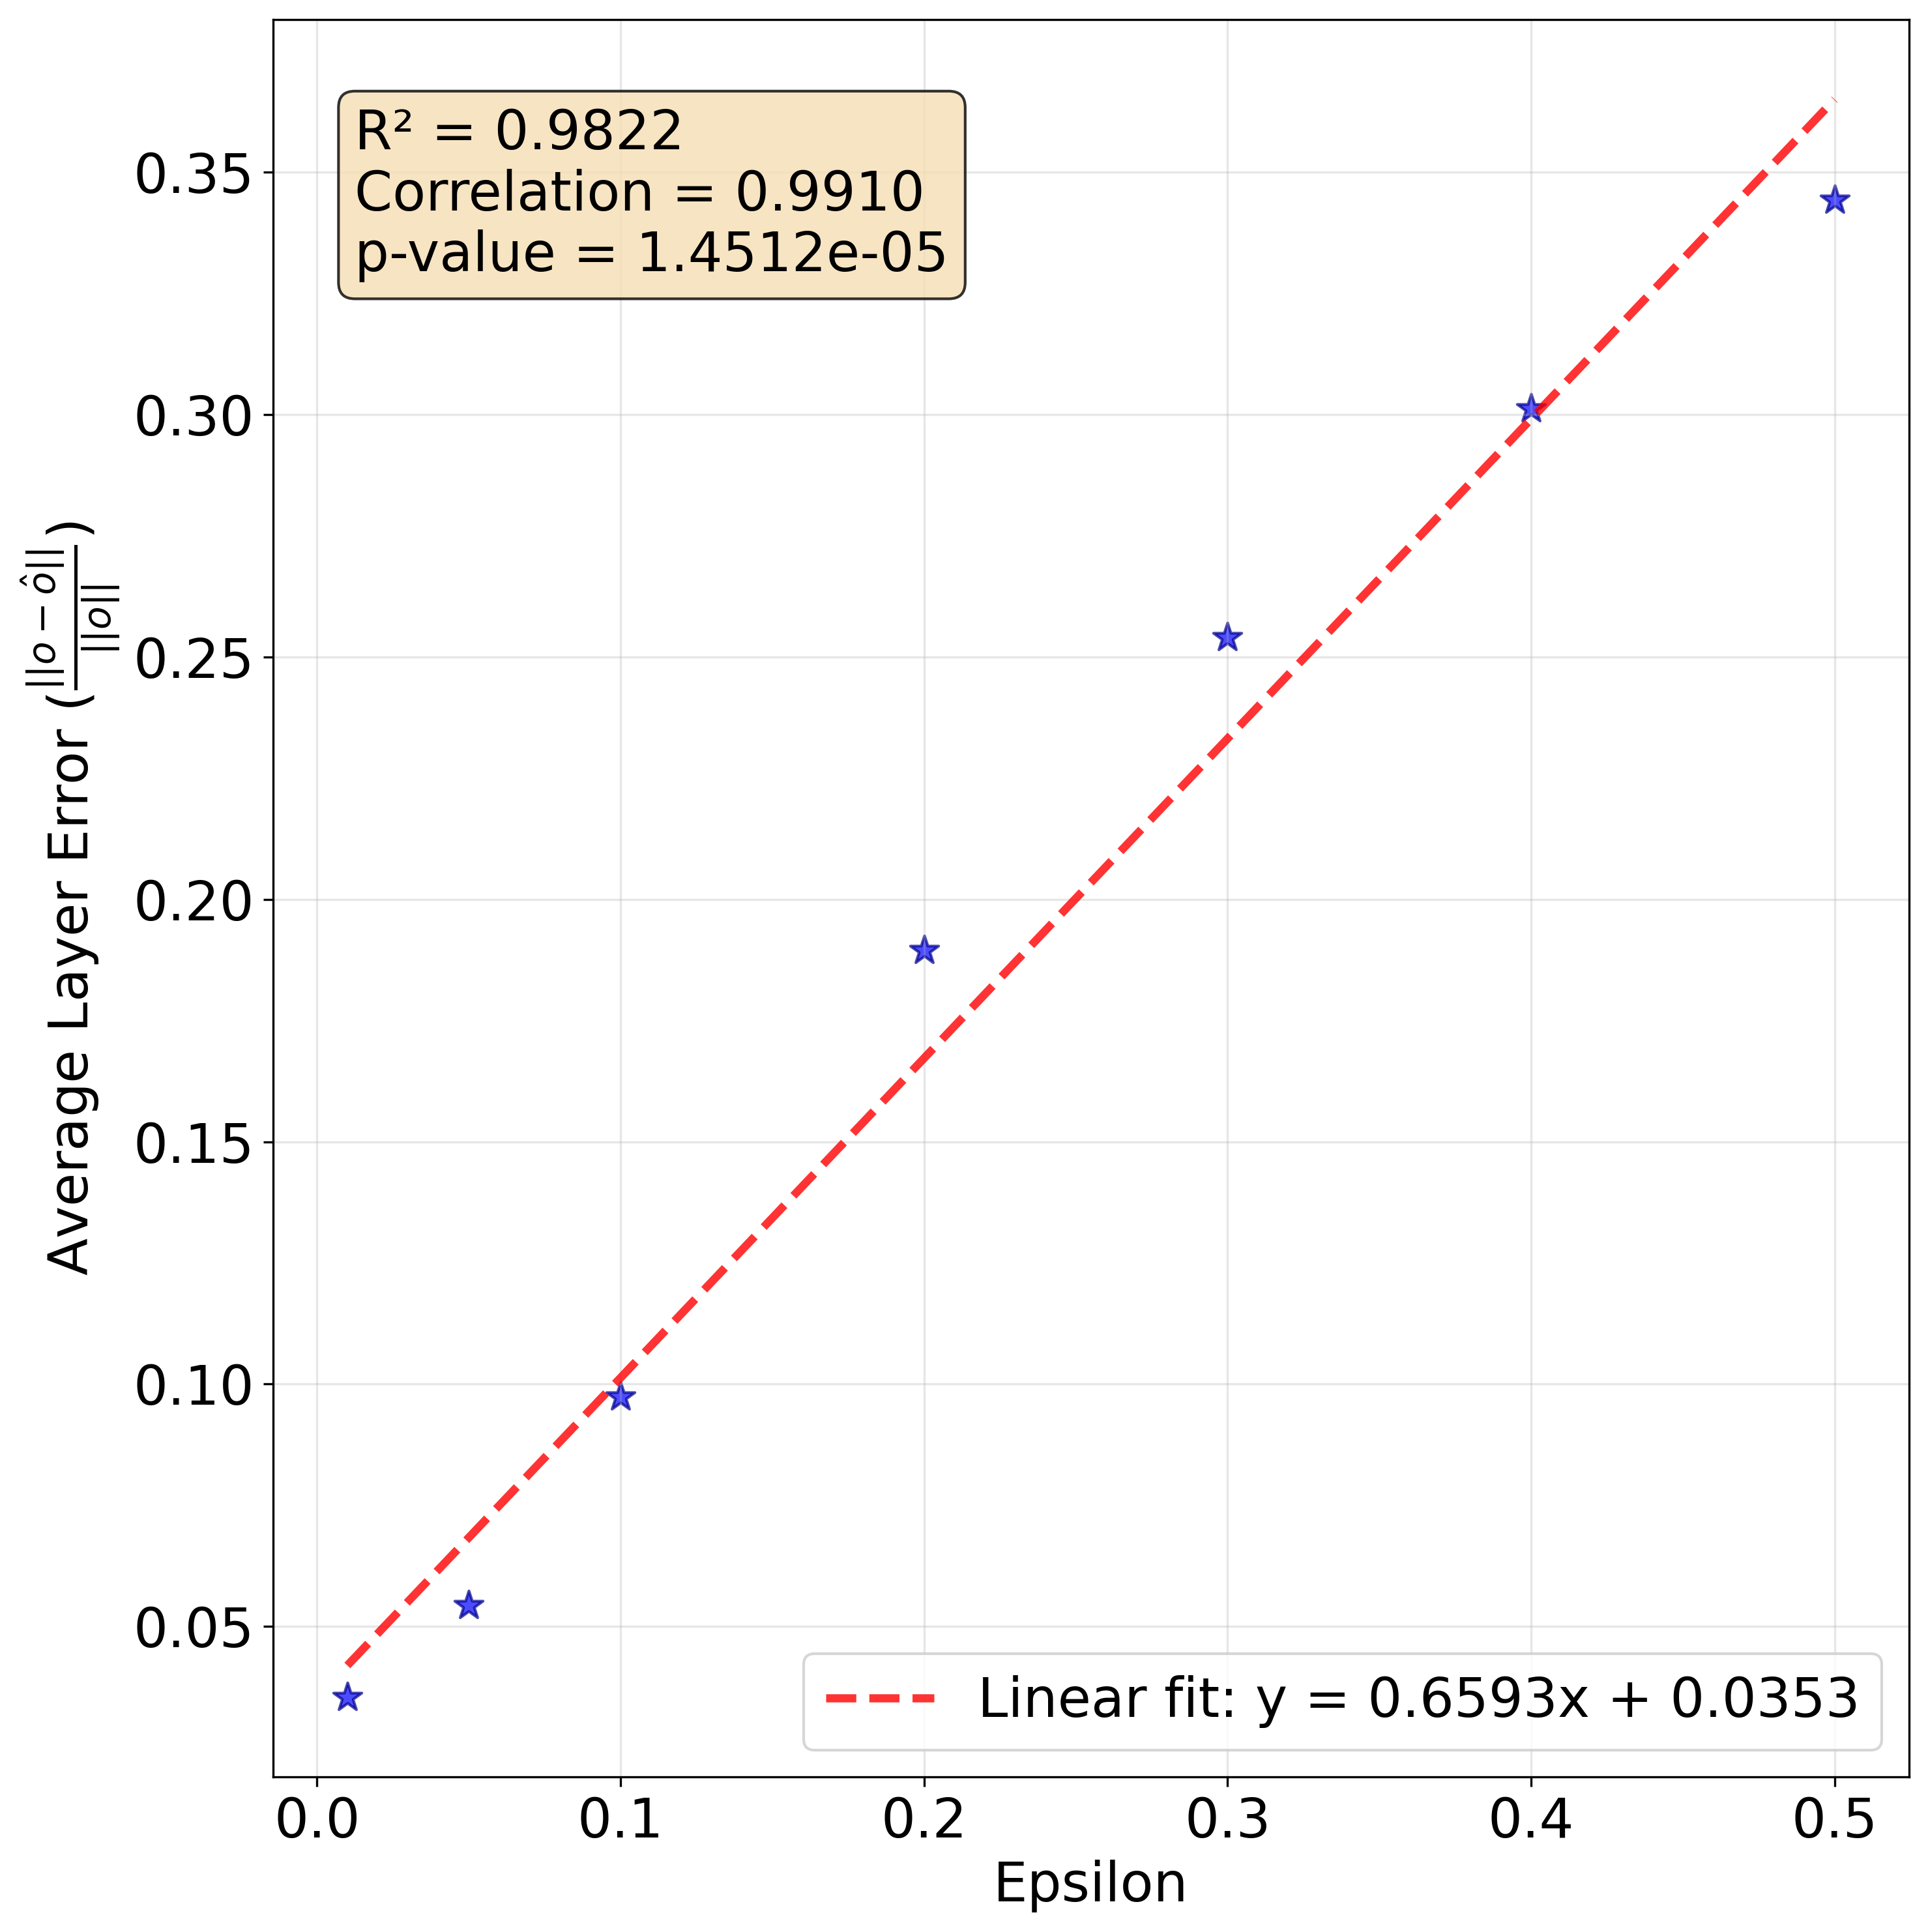 R² = 0.9822
Correlation = 0.9910
p-value = 1.4512e-05
Average Layer Error (||o − ô|| / ||o||)
0.35
0.30
0.25
0.20
0.15
0.10
0.05
Linear fit: y = 0.6593x + 0.0353
0.0 0.1 0.2 0.3 0.4 0.5
Epsilon